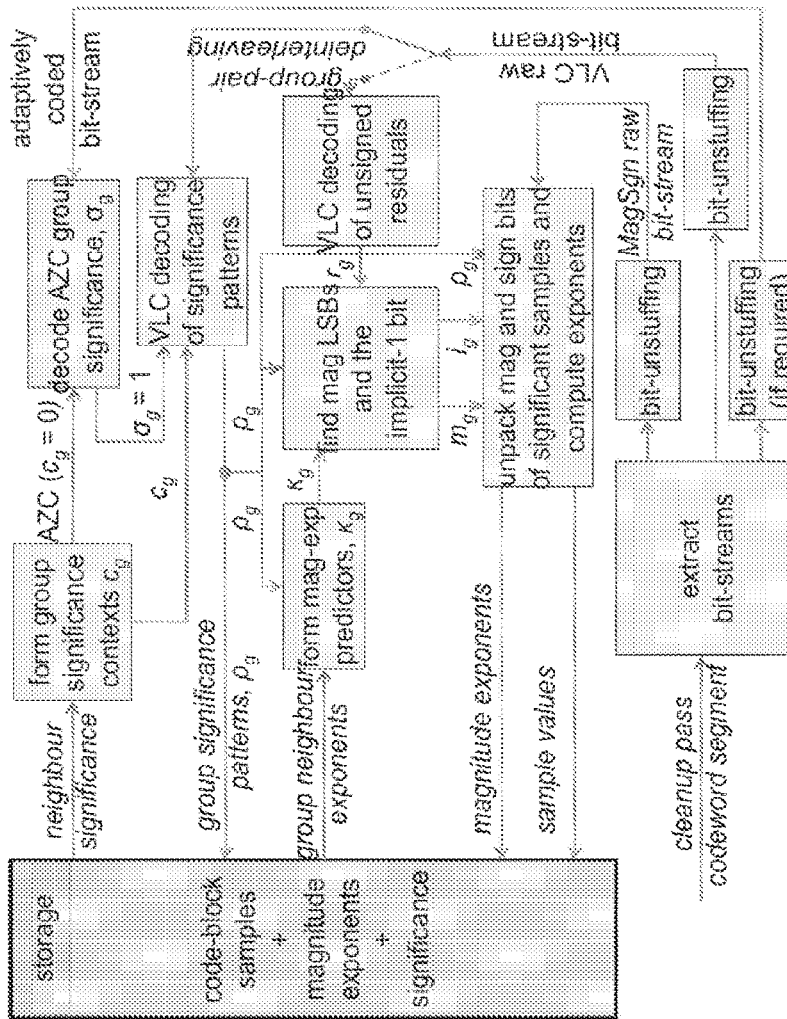 storage
code-block
samples
+
magnitude
exponents
+
significance
neighbour
significance
form group
significance
contexts c_g
AZC (c_g = 0)
decode AZC group
significance, σ_g
adaptively
coded
bit-stream
σ_g = 1
c_g
VLC decoding
of significance
patterns
group-pair
deinterleaving
group significance
patterns, ρ_g
ρ_g
ρ_g
group neighbour
exponents
form mag-exp
predictors, κ_g
κ_g
find mag LSBs
and the
implicit-1 bit
r_g
VLC decoding
of unsigned
residuals
VLC raw
bit-stream
m_g
i_g
ρ_g
magnitude exponents
sample values
unpack mag and sign bits
of significant samples and
compute exponents
MagSgn raw
bit-stream
cleanup pass
codeword segment
extract
bit-streams
bit-unstuffing
bit-unstuffing
bit-unstuffing
(if required)